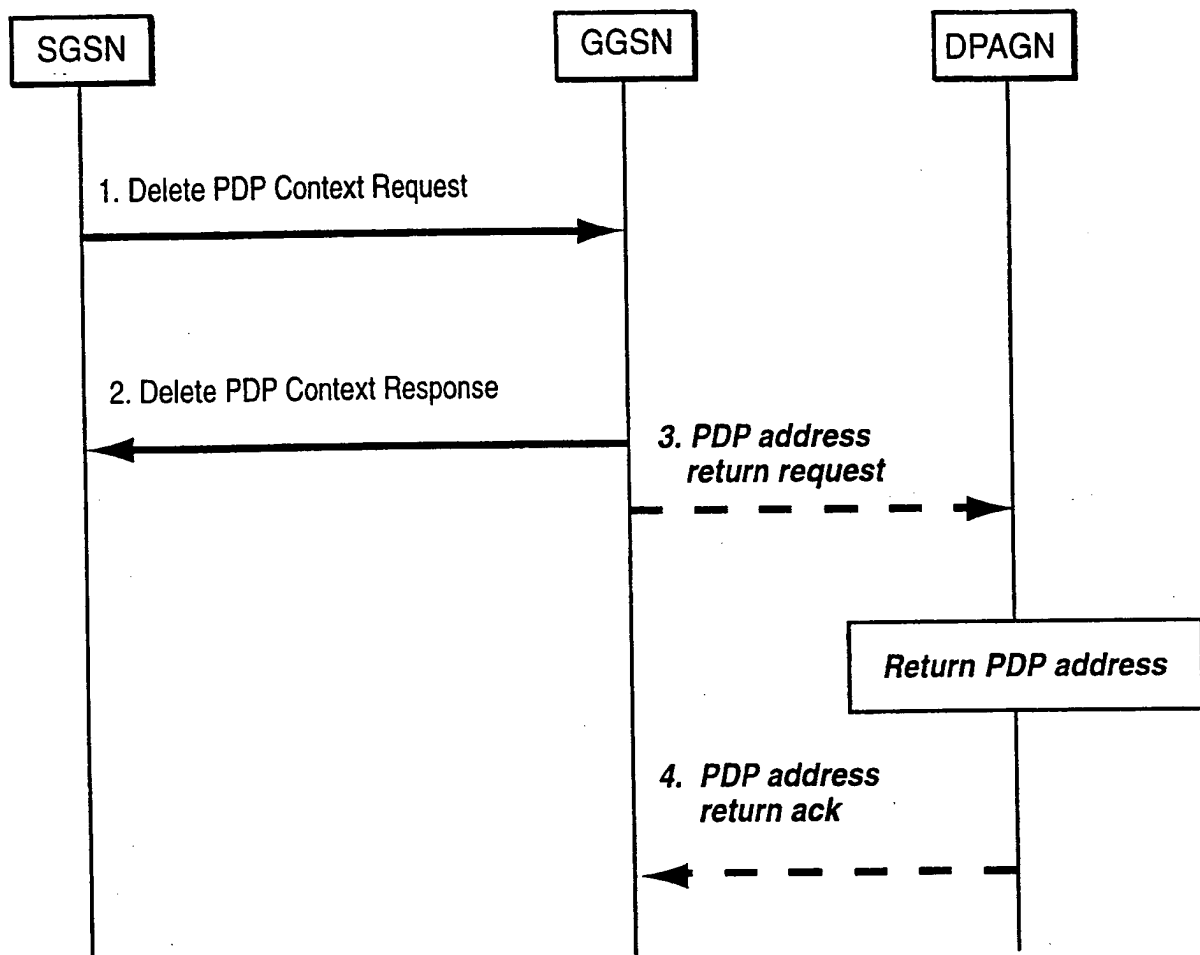 SGSN
GGSN
DPAGN
1. Delete PDP Context Request
2. Delete PDP Context Response
3. PDP address
return request
Return PDP address
4. PDP address
return ack